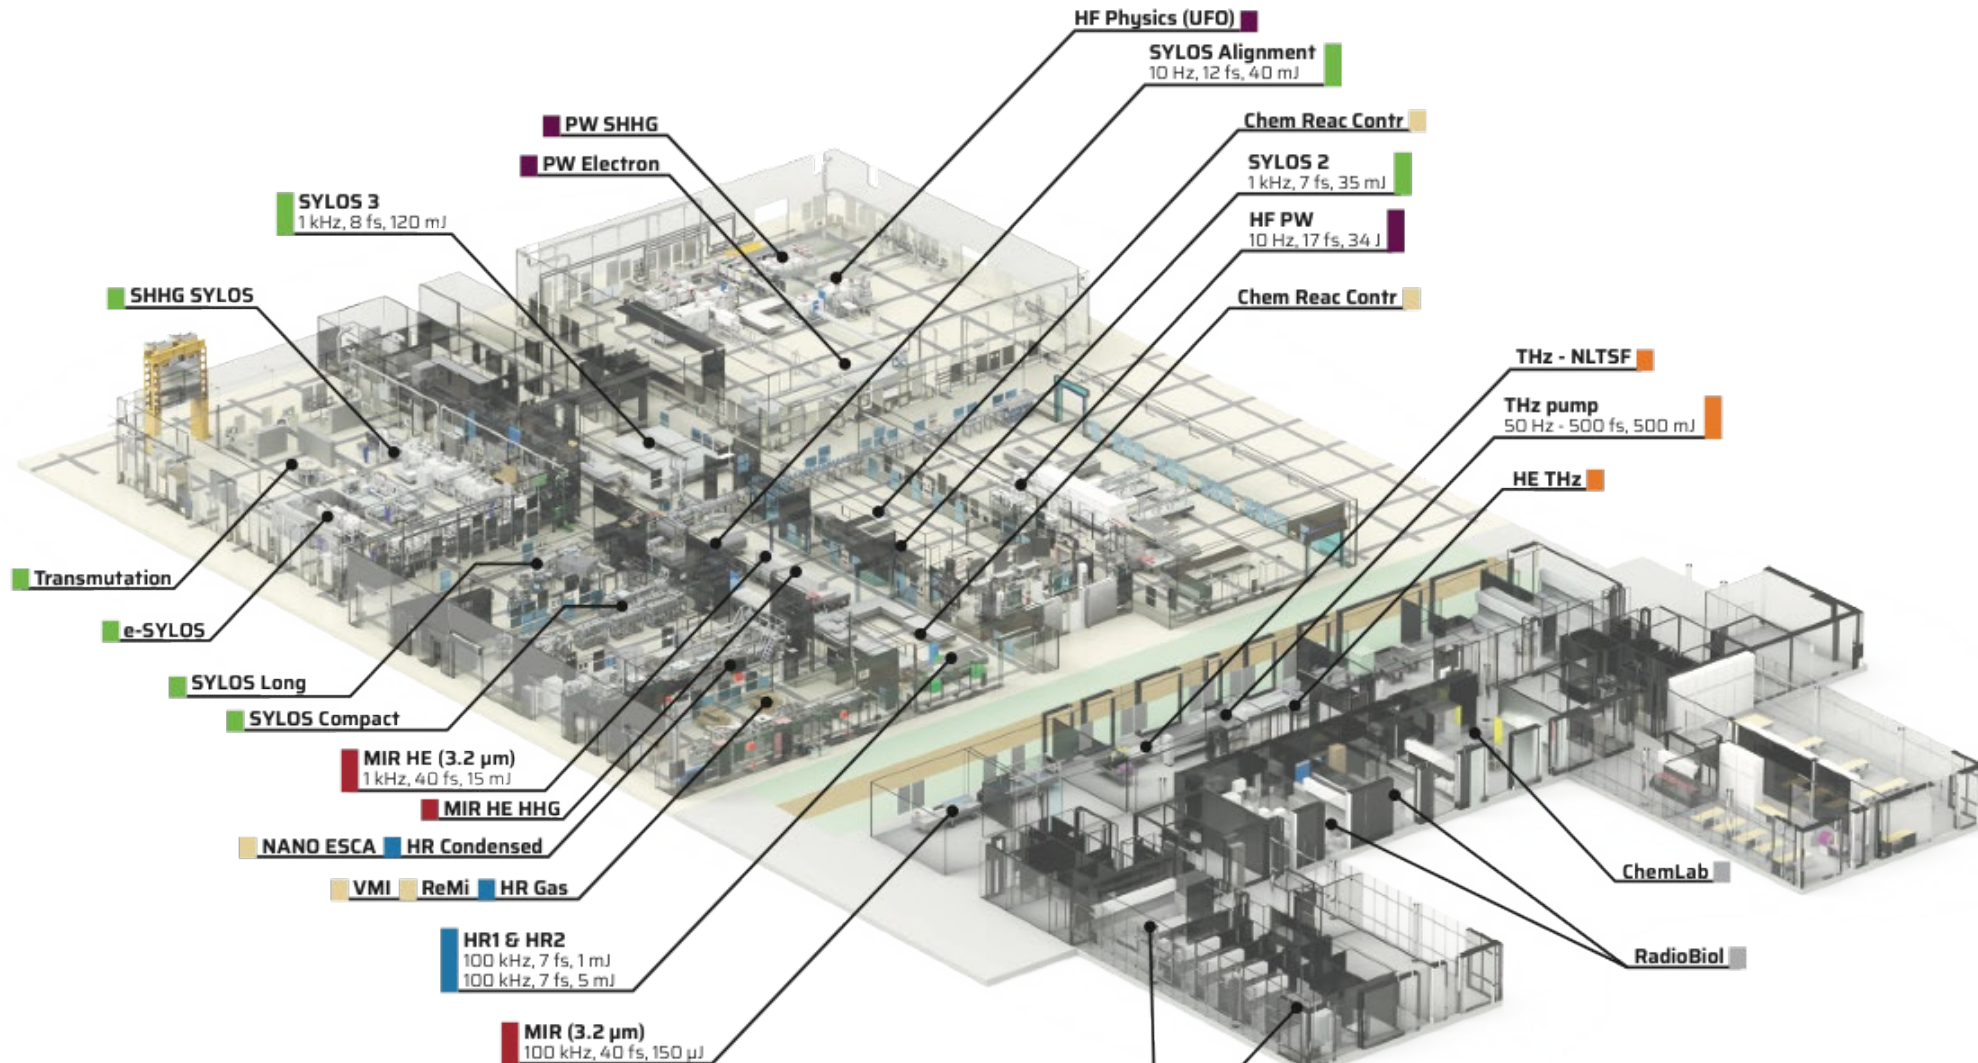 HF Physics (UFO)
SYLOS Alignment
10 Hz, 12 fs, 40 mJ
Chem Reac Contr
PW SHHG
PW Electron
SYLOS 2
1 kHz, 7 fs, 35 mJ
SYLOS 3
1 kHz, 8 fs, 120 mJ
HF PW
10 Hz, 17 fs, 34 J
SHHG SYLOS
Chem Reac Contr
THz - NLTSF
THz pump
50 Hz - 500 fs, 500 mJ
HE THz
Transmutation
e-SYLOS
SYLOS Long
SYLOS Compact
MIR HE (3.2 µm)
1 kHz, 40 fs, 15 mJ
MIR HE HHG
NANO ESCA HR Condensed
VMI ReMi HR Gas
ChemLab
HR1 & HR2
100 kHz, 7 fs, 1 mJ
100 kHz, 7 fs, 5 mJ
RadioBiol
MIR (3.2 µm)
100 kHz, 40 fs, 150 µJ